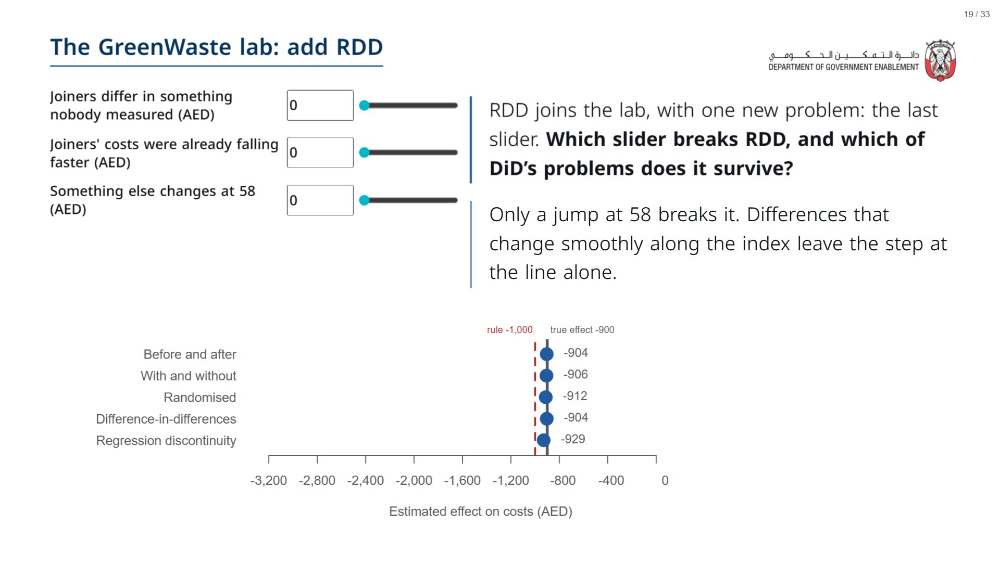 19 / 33
The GreenWaste lab: add RDD
دائرة التمكين الحكومي
DEPARTMENT OF GOVERNMENT ENABLEMENT
Joiners differ in something
nobody measured (AED)
0
Joiners' costs were already falling
faster (AED)
0
Something else changes at 58
(AED)
0
RDD joins the lab, with one new problem: the last
slider. Which slider breaks RDD, and which of
DiD’s problems does it survive?
Only a jump at 58 breaks it. Differences that
change smoothly along the index leave the step at
the line alone.
rule -1,000
true effect -900
Before and after
-904
With and without
-906
Randomised
-912
Difference-in-differences
-904
Regression discontinuity
-929
-3,200 -2,800 -2,400 -2,000 -1,600 -1,200 -800 -400 0
Estimated effect on costs (AED)